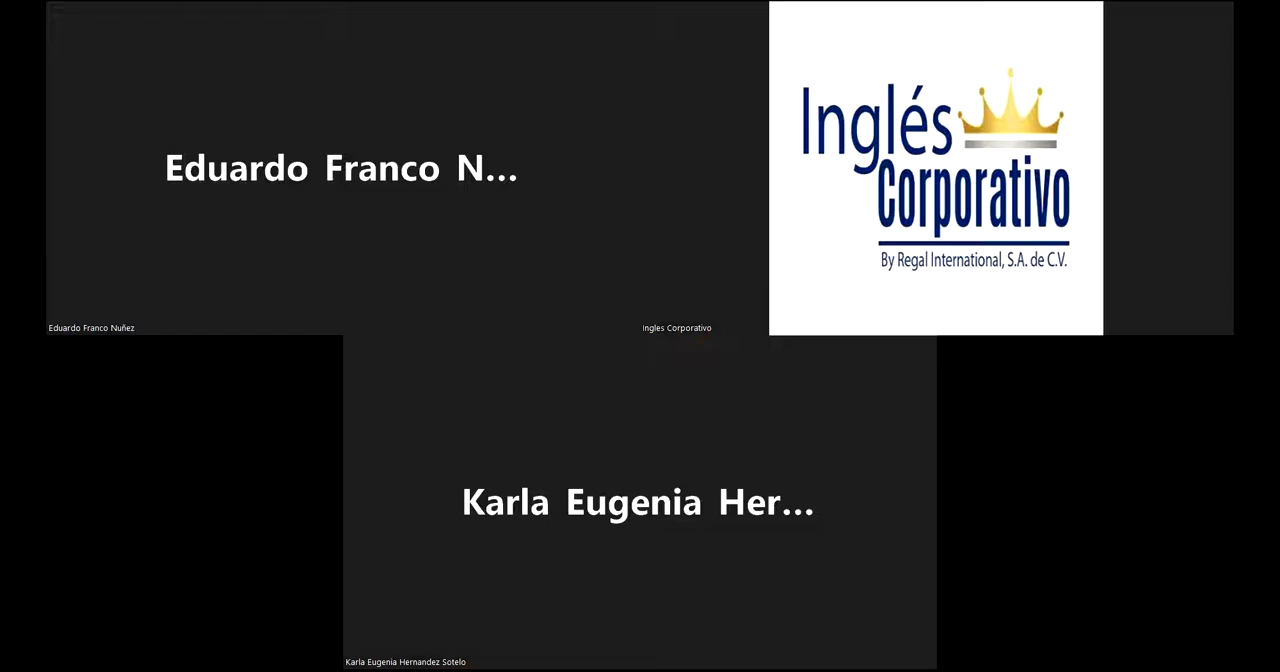 Eduardo Franco N...
Inglés
Corporativo
By Regal International, S.A. de C.V.
Eduardo Franco Nuñez
Ingles Corporativo
Karla Eugenia Her...
Karla Eugenia Hernandez Sotelo